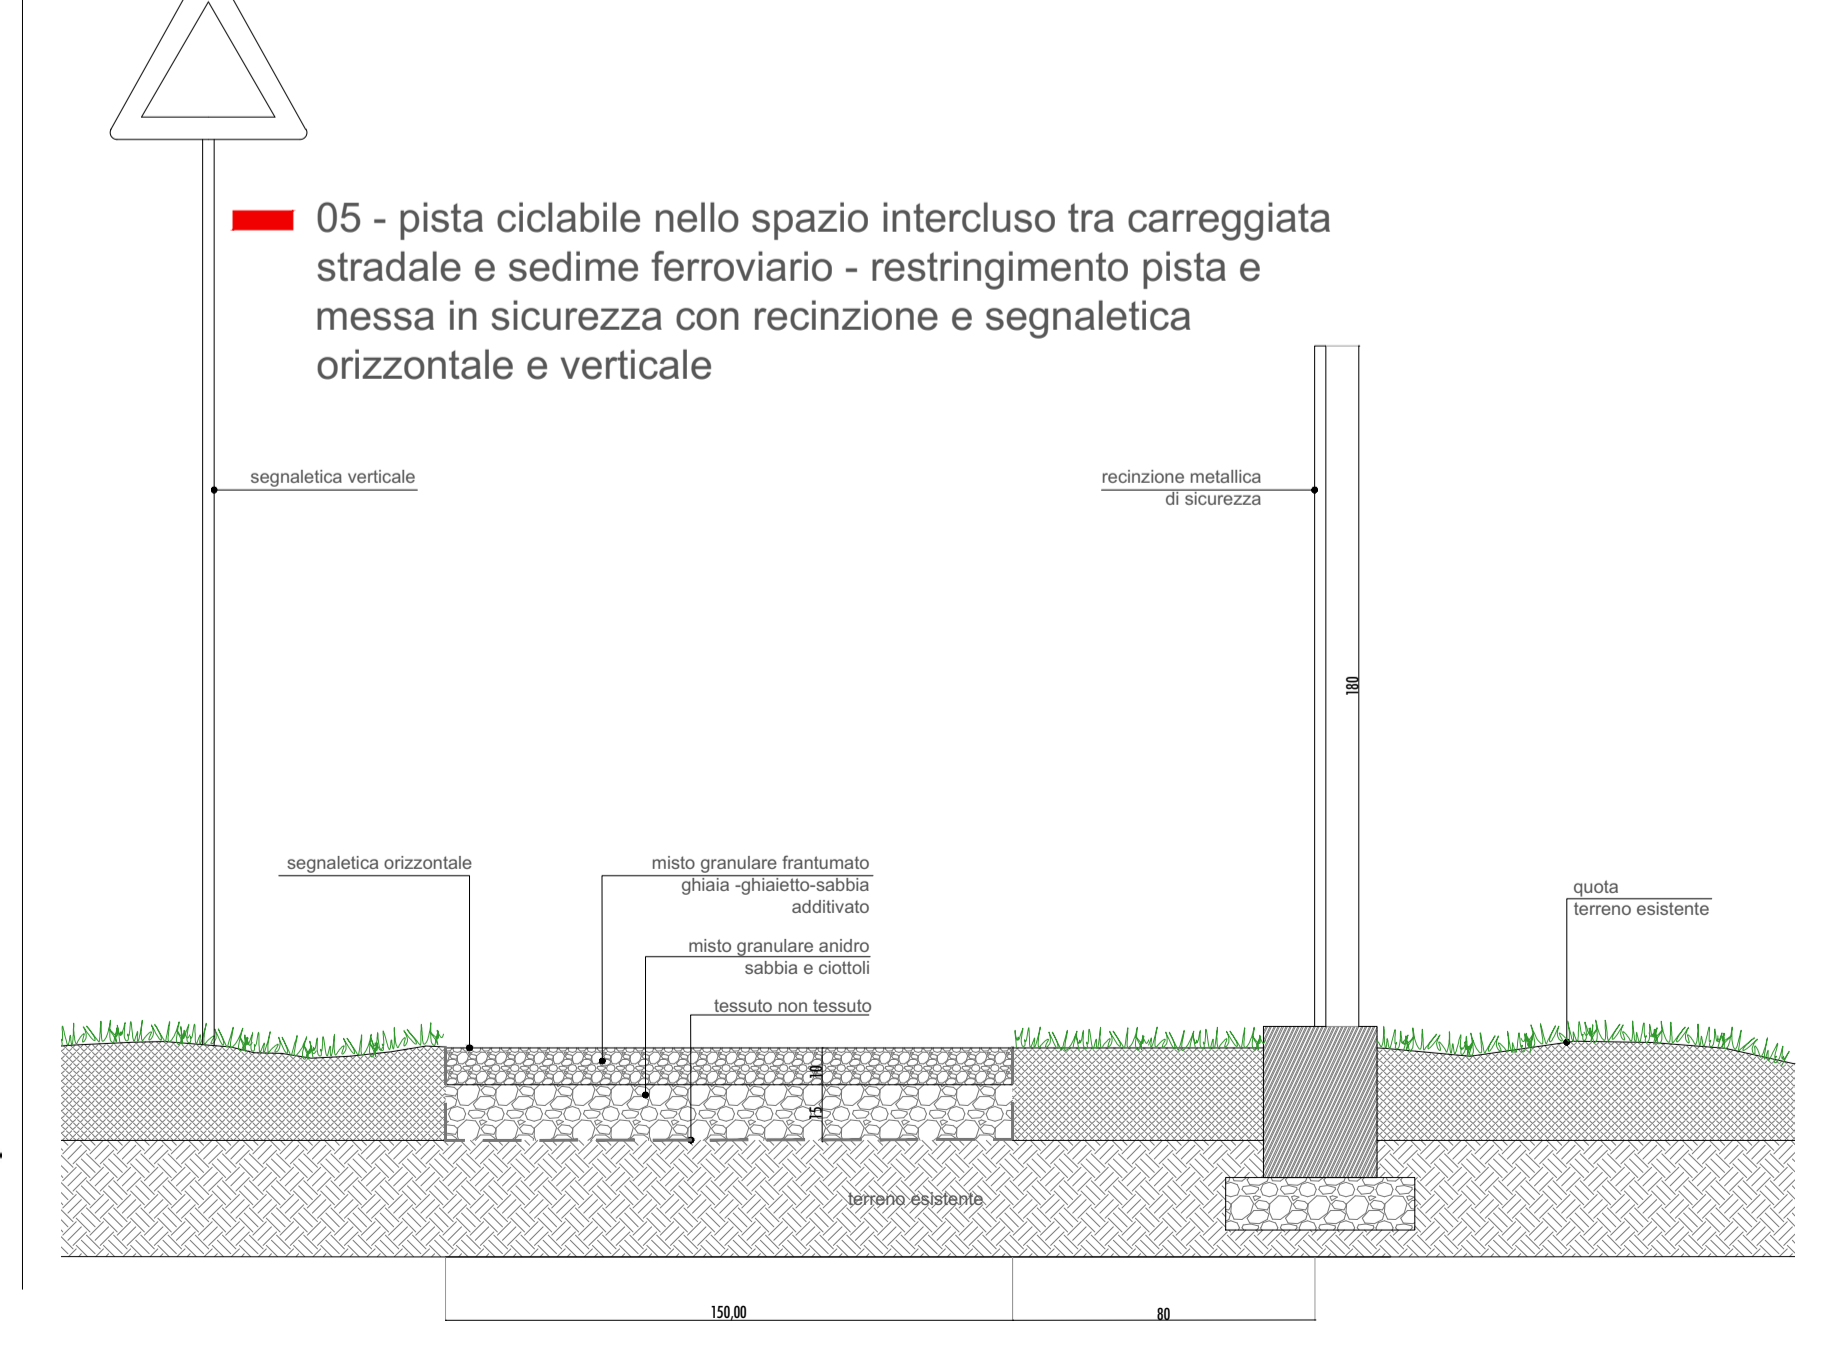 05 - pista ciclabile nello spazio intercluso tra carreggiata
stradale e sedime ferroviario - restringimento pista e
messa in sicurezza con recinzione e segnaletica
orizzontale e verticale
segnaletica verticale
recinzione metallica
di sicurezza
180
segnaletica orizzontale
misto granulare frantumato
ghiaia -ghiaietto-sabbia
additivato
quota
terreno esistente
misto granulare anidro
sabbia e ciottoli
tessuto non tessuto
10
15
terreno esistente
150,00
80